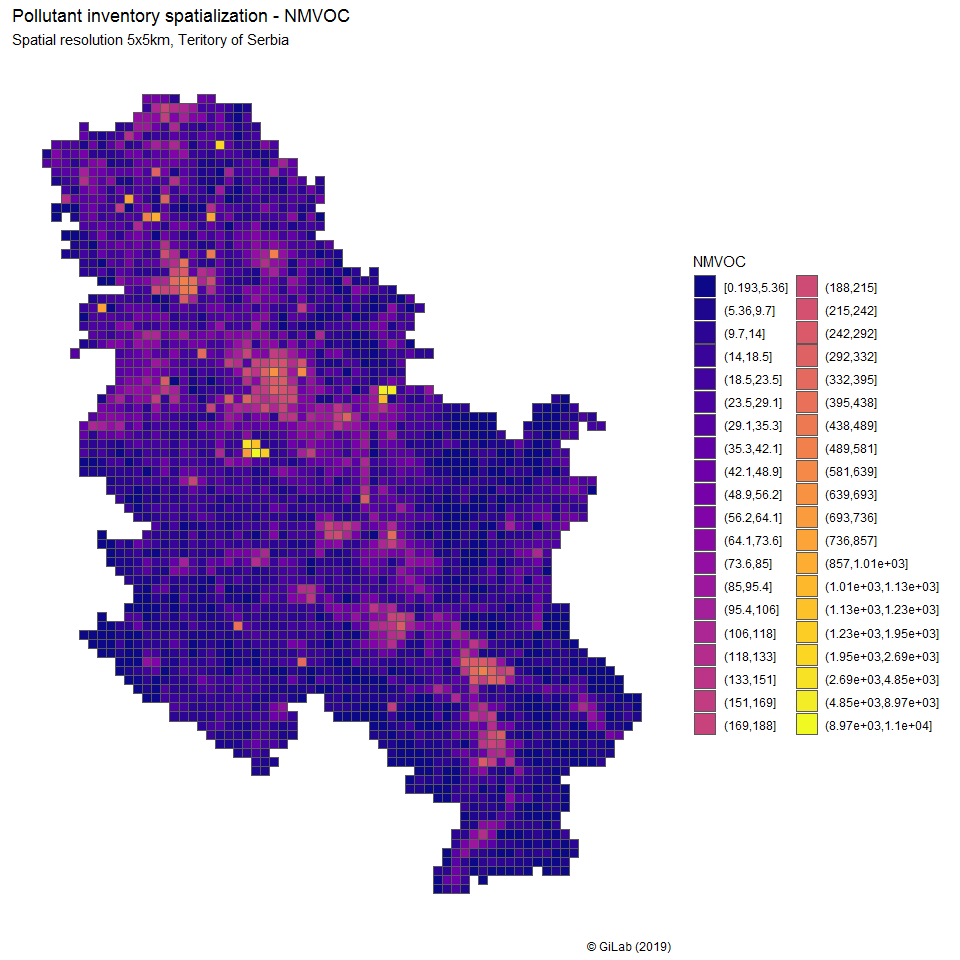 Pollutant inventory spatialization - NMVOC
Spatial resolution 5x5km, Teritory of Serbia
NMVOC
[0.193,5.36]
(5.36,9.7]
(9.7,14]
(14,18.5]
(18.5,23.5]
(23.5,29.1]
(29.1,35.3]
(35.3,42.1]
(42.1,48.9]
(48.9,56.2]
(56.2,64.1]
(64.1,73.6]
(73.6,85]
(85,95.4]
(95.4,106]
(106,118]
(118,133]
(133,151]
(151,169]
(169,188]
(188,215]
(215,242]
(242,292]
(292,332]
(332,395]
(395,438]
(438,489]
(489,581]
(581,639]
(639,693]
(693,736]
(736,857]
(857,1.01e+03]
(1.01e+03,1.13e+03]
(1.13e+03,1.23e+03]
(1.23e+03,1.95e+03]
(1.95e+03,2.69e+03]
(2.69e+03,4.85e+03]
(4.85e+03,8.97e+03]
(8.97e+03,1.1e+04]
© GiLab (2019)